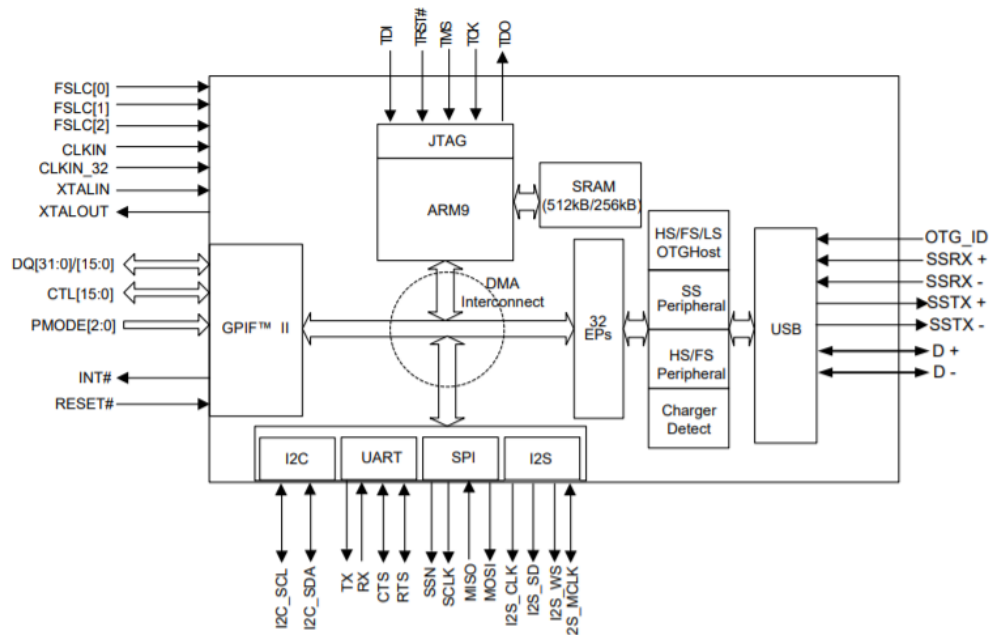 TDI
TRST#
TMS
TCK
TDO
FSLC[0]
FSLC[1]
FSLC[2]
CLKIN
CLKIN_32
XTALIN
XTALOUT
DQ[31:0]/[15:0]
CTL[15:0]
PMODE[2:0]
INT#
RESET#
JTAG
ARM9
SRAM
(512kB/256kB)
DMA
Interconnect
GPIF™ II
32
EPs
HS/FS/LS
OTGHost
SS
Peripheral
HS/FS
Peripheral
Charger
Detect
USB
OTG_ID
SSRX +
SSRX -
SSTX +
SSTX -
D +
D -
I2C
UART
SPI
I2S
I2C_SCL
I2C_SDA
TX
RX
CTS
RTS
SSN
SCLK
MISO
MOSI
I2S_CLK
I2S_SD
I2S_WS
2S_MCLK